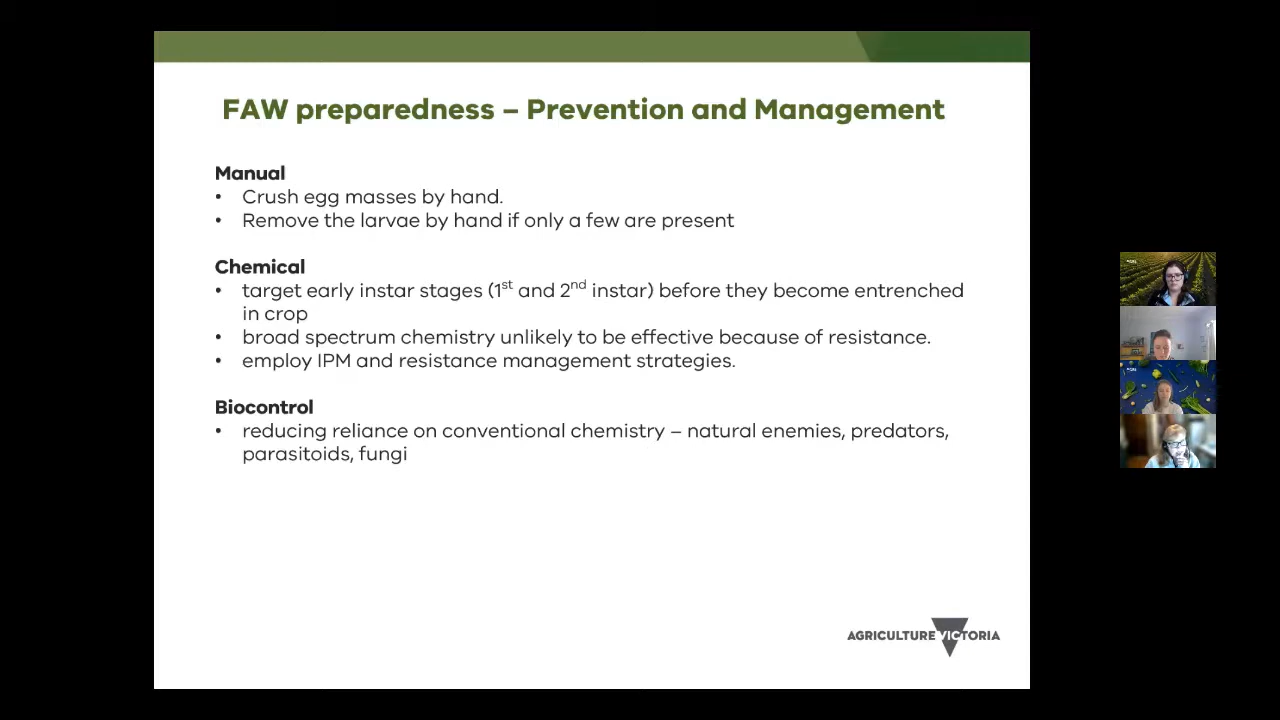 FAW preparedness – Prevention and Management
Manual
• Crush egg masses by hand.
• Remove the larvae by hand if only a few are present
Chemical
• target early instar stages (1st and 2nd instar) before they become entrenched
in crop
• broad spectrum chemistry unlikely to be effective because of resistance.
• employ IPM and resistance management strategies.
Biocontrol
• reducing reliance on conventional chemistry – natural enemies, predators,
parasitoids, fungi
AGRICULTURE VICTORIA